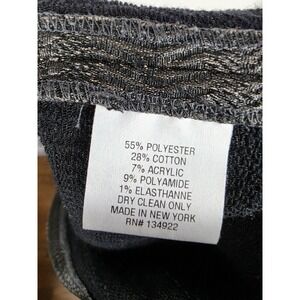 55% POLYESTER
28% COTTON
7% ACRYLIC
9% POLYAMIDE
1% ELASTHANNE
DRY CLEAN ONLY
MADE IN NEW YORK
RN# 134922